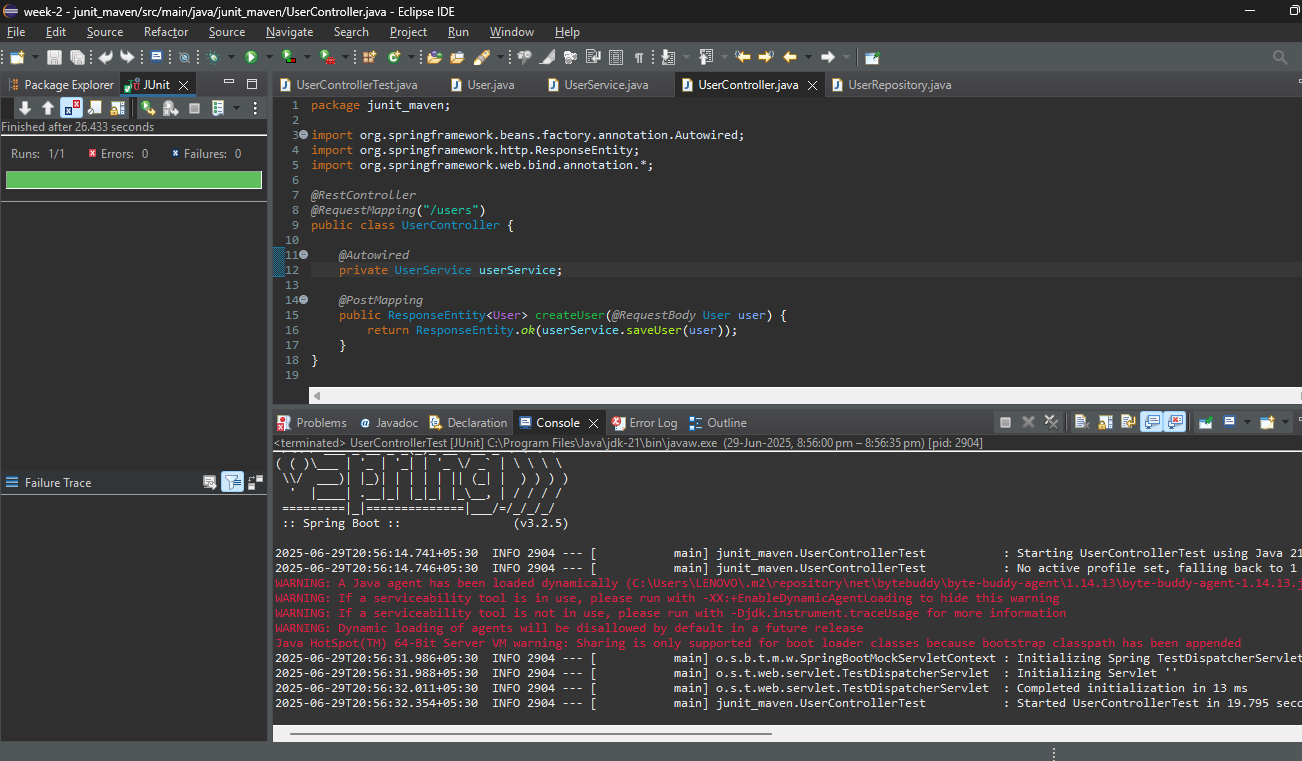 week-2 - junit_maven/src/main/java/junit_maven/UserController.java - Eclipse IDE
File Edit Source Refactor Source Navigate Search Project Run Window Help
Package Explorer JUnit
Finished after 26.433 seconds
Runs: 1/1 Errors: 0 Failures: 0
Failure Trace
UserControllerTest.java User.java UserService.java UserController.java UserRepository.java
1 package junit_maven;
2
3 import org.springframework.beans.factory.annotation.Autowired;
4 import org.springframework.http.ResponseEntity;
5 import org.springframework.web.bind.annotation.*;
6
7 @RestController
8 @RequestMapping("/users")
9 public class UserController {
10
11 @Autowired
12 private UserService userService;
13
14 @PostMapping
15 public ResponseEntity<User> createUser(@RequestBody User user) {
16 return ResponseEntity.ok(userService.saveUser(user));
17 }
18 }
19
Problems Javadoc Declaration Console Error Log Outline
<terminated> UserControllerTest [JUnit] C:\Program Files\Java\jdk-21\bin\javaw.exe (29-Jun-2025, 8:56:00 pm – 8:56:35 pm) [pid: 2904]
( ( )\___ | '_ | '_| | '_ \/ _` | \ \ \ \
\\/ ___)| |_)| | | | | || (_| | ) ) ) )
' |____| .__|_| |_|_| |_\__, | / / / /
=========|_|==============|___/=/_/_/_/
:: Spring Boot :: (v3.2.5)
2025-06-29T20:56:14.741+05:30 INFO 2904 --- [ main] junit_maven.UserControllerTest : Starting UserControllerTest using Java 21
2025-06-29T20:56:14.746+05:30 INFO 2904 --- [ main] junit_maven.UserControllerTest : No active profile set, falling back to 1
WARNING: A Java agent has been loaded dynamically (C:\Users\LENOVO\.m2\repository\net\bytebuddy\byte-buddy-agent\1.14.13\byte-buddy-agent-1.14.13.j
WARNING: If a serviceability tool is in use, please run with -XX:+EnableDynamicAgentLoading to hide this warning
WARNING: If a serviceability tool is not in use, please run with -Djdk.instrument.traceUsage for more information
WARNING: Dynamic loading of agents will be disallowed by default in a future release
Java HotSpot(TM) 64-Bit Server VM warning: Sharing is only supported for boot loader classes because bootstrap classpath has been appended
2025-06-29T20:56:31.986+05:30 INFO 2904 --- [ main] o.s.b.t.m.w.SpringBootMockServletContext : Initializing Spring TestDispatcherServlet
2025-06-29T20:56:31.988+05:30 INFO 2904 --- [ main] o.s.t.web.servlet.TestDispatcherServlet : Initializing Servlet ''
2025-06-29T20:56:32.011+05:30 INFO 2904 --- [ main] o.s.t.web.servlet.TestDispatcherServlet : Completed initialization in 13 ms
2025-06-29T20:56:32.354+05:30 INFO 2904 --- [ main] junit_maven.UserControllerTest : Started UserControllerTest in 19.795 seco